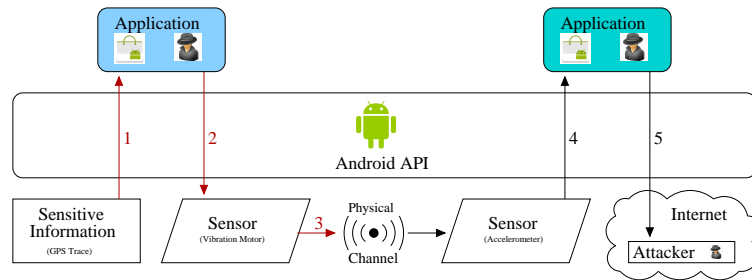 Application
Application
1
2
4
5
Android API
Sensitive
Information
(GPS Trace)
Sensor
(Vibration Motor)
3
Physical
Channel
Sensor
(Accelerometer)
Internet
Attacker